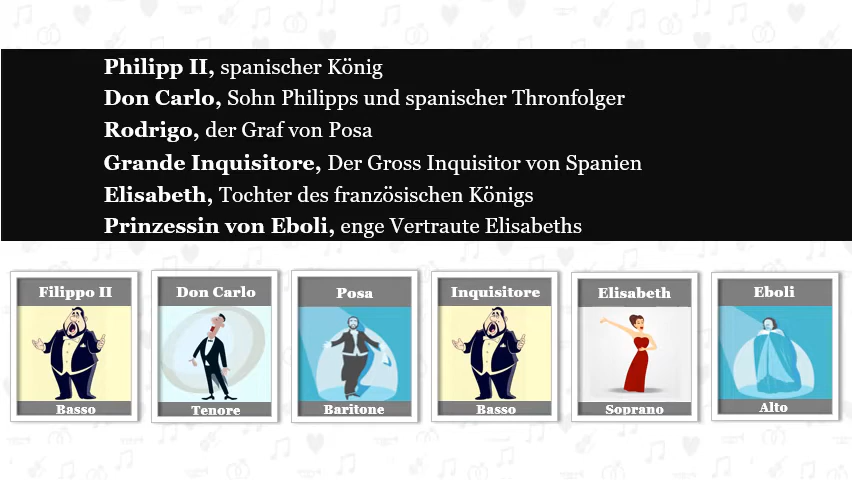 Philipp II, spanischer König
Don Carlo, Sohn Philipps und spanischer Thronfolger
Rodrigo, der Graf von Posa
Grande Inquisitore, Der Gross Inquisitor von Spanien
Elisabeth, Tochter des französischen Königs
Prinzessin von Eboli, enge Vertraute Elisabeths
Filippo II
Basso
Don Carlo
Tenore
Posa
Baritone
Inquisitore
Basso
Elisabeth
Soprano
Eboli
Alto